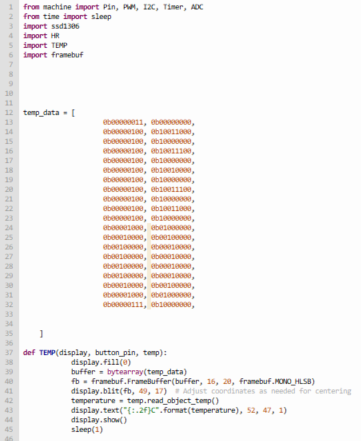 1 from machine import Pin, PWM, I2C, Timer, ADC
2 from time import sleep
3 import ssd1306
4 import HR
5 import TEMP
6 import framebuf
7
8
9
10
11
12 temp_data = [
13 0b00000011, 0b00000000,
14 0b00000100, 0b10011000,
15 0b00000100, 0b10000000,
16 0b00000100, 0b10011100,
17 0b00000100, 0b10000000,
18 0b00000100, 0b10010000,
19 0b00000100, 0b10000000,
20 0b00000100, 0b10011100,
21 0b00000100, 0b10000000,
22 0b00000100, 0b10011000,
23 0b00000100, 0b10000000,
24 0b00001000, 0b01000000,
25 0b00010000, 0b00100000,
26 0b00100000, 0b00010000,
27 0b00100000, 0b00010000,
28 0b00100000, 0b00010000,
29 0b00100000, 0b00010000,
30 0b00010000, 0b00100000,
31 0b00001000, 0b01000000,
32 0b00000111, 0b10000000,
33
34
35 ]
36
37 def TEMP(display, button_pin, temp):
38 display.fill(0)
39 buffer = bytearray(temp_data)
40 fb = framebuf.FrameBuffer(buffer, 16, 20, framebuf.MONO_HLSB)
41 display.blit(fb, 49, 17) # Adjust coordinates as needed for centering
42 temperature = temp.read_object_temp()
43 display.text("{:.2f}C".format(temperature), 52, 47, 1)
44 display.show()
45 sleep(1)
46